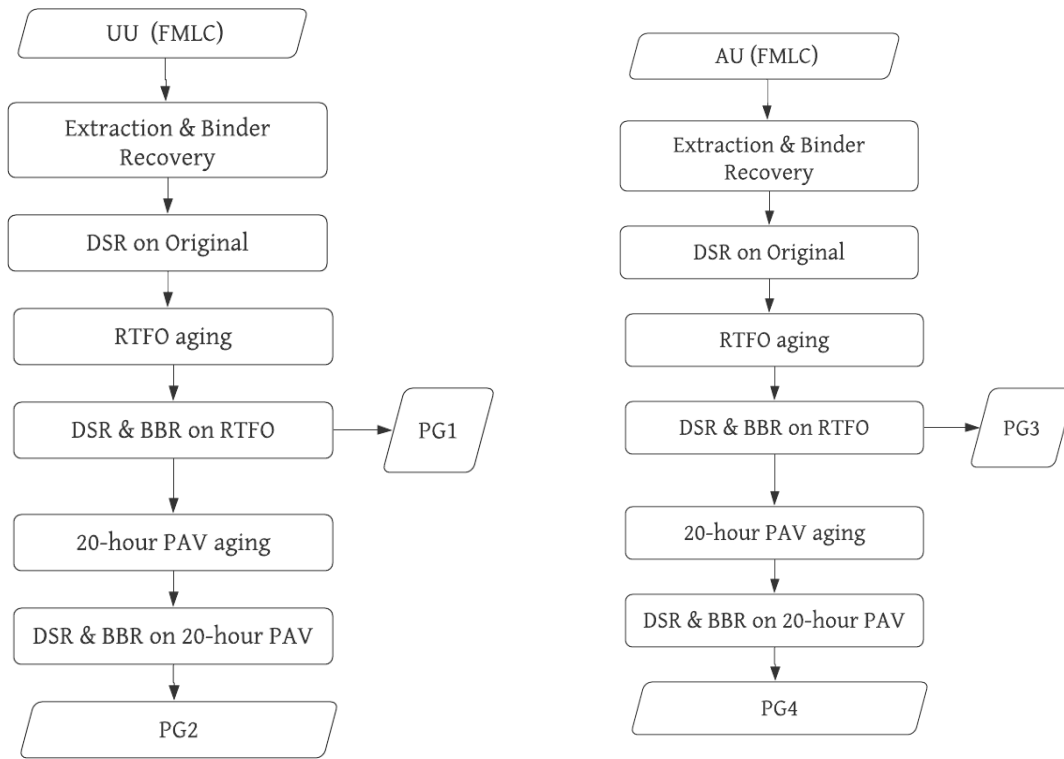 UU (FMLC)
Extraction & Binder
Recovery
DSR on Original
RTFO aging
DSR & BBR on RTFO
PG1
20-hour PAV aging
DSR & BBR on 20-hour PAV
PG2
AU (FMLC)
Extraction & Binder
Recovery
DSR on Original
RTFO aging
DSR & BBR on RTFO
PG3
20-hour PAV aging
DSR & BBR on 20-hour PAV
PG4